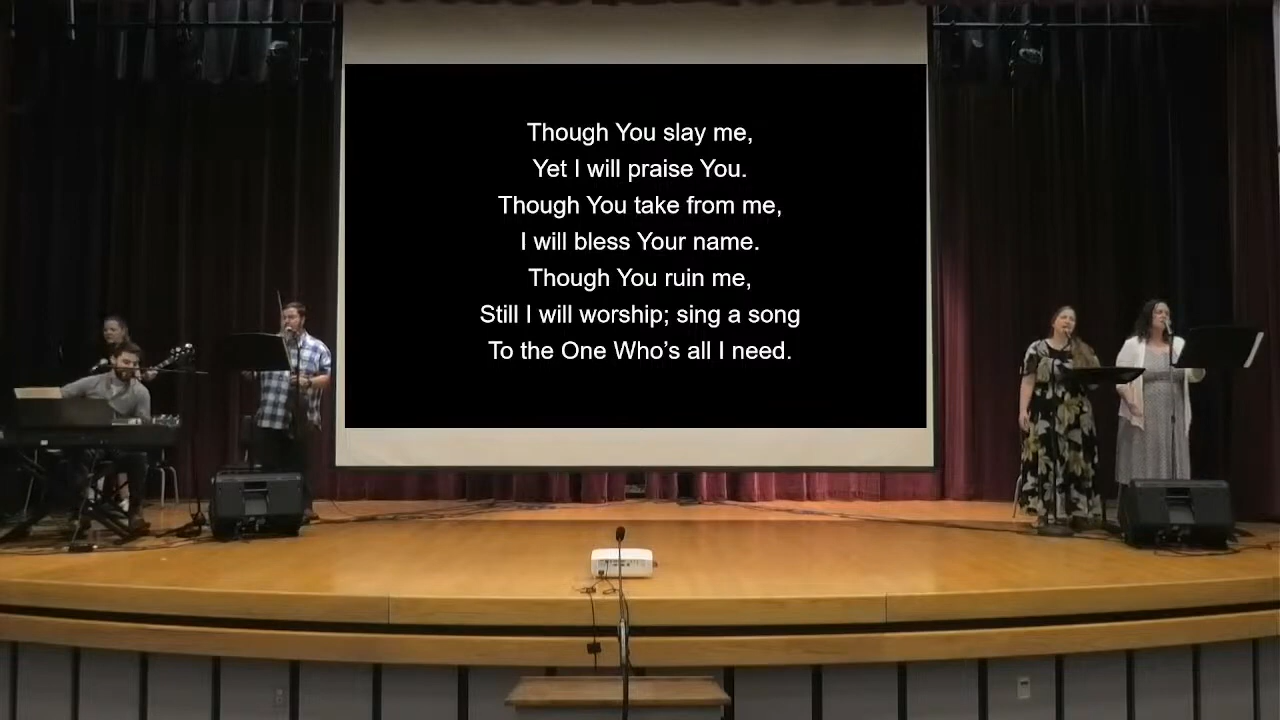 Though You slay me,
Yet I will praise You.
Though You take from me,
I will bless Your name.
Though You ruin me,
Still I will worship; sing a song
To the One Who’s all I need.